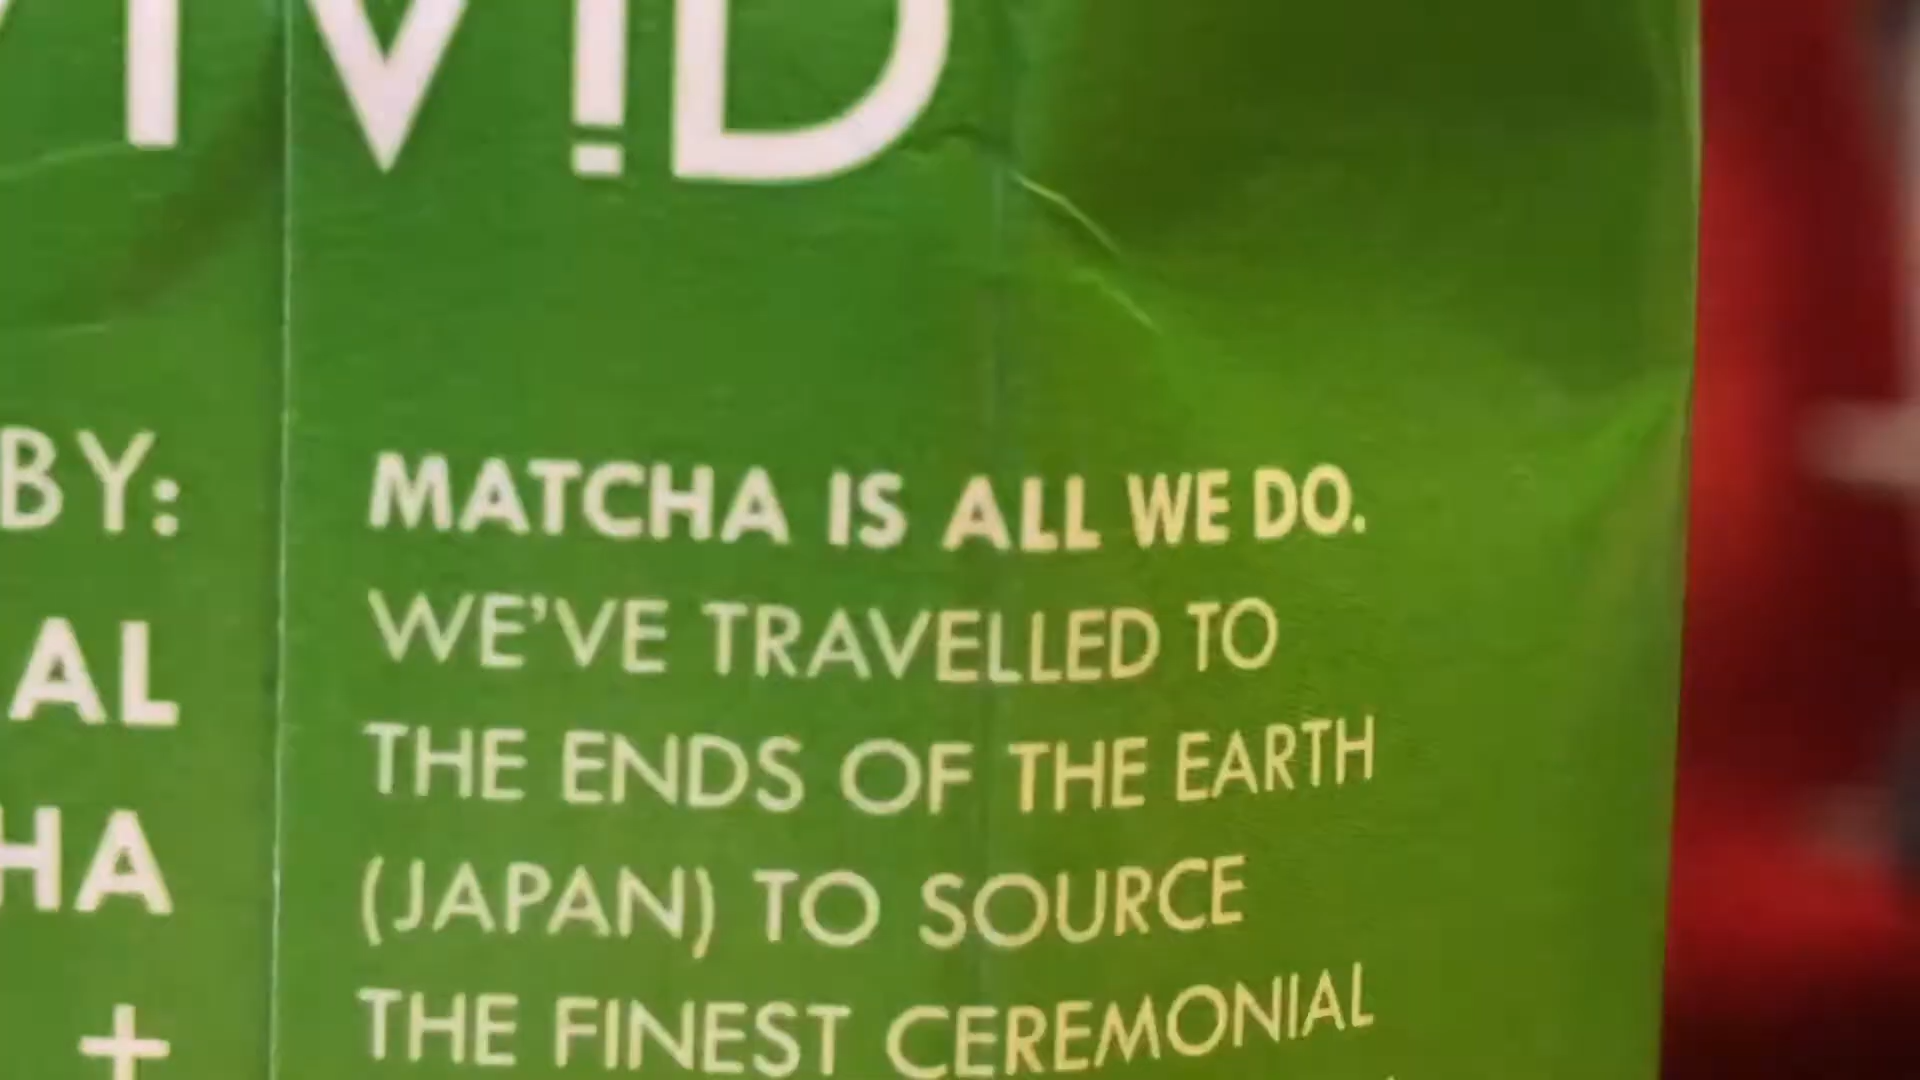 VIViD
BY:
AL
HA
+
MATCHA IS ALL WE DO.
WE'VE TRAVELLED TO
THE ENDS OF THE EARTH
(JAPAN) TO SOURCE
THE FINEST CEREMONIAL